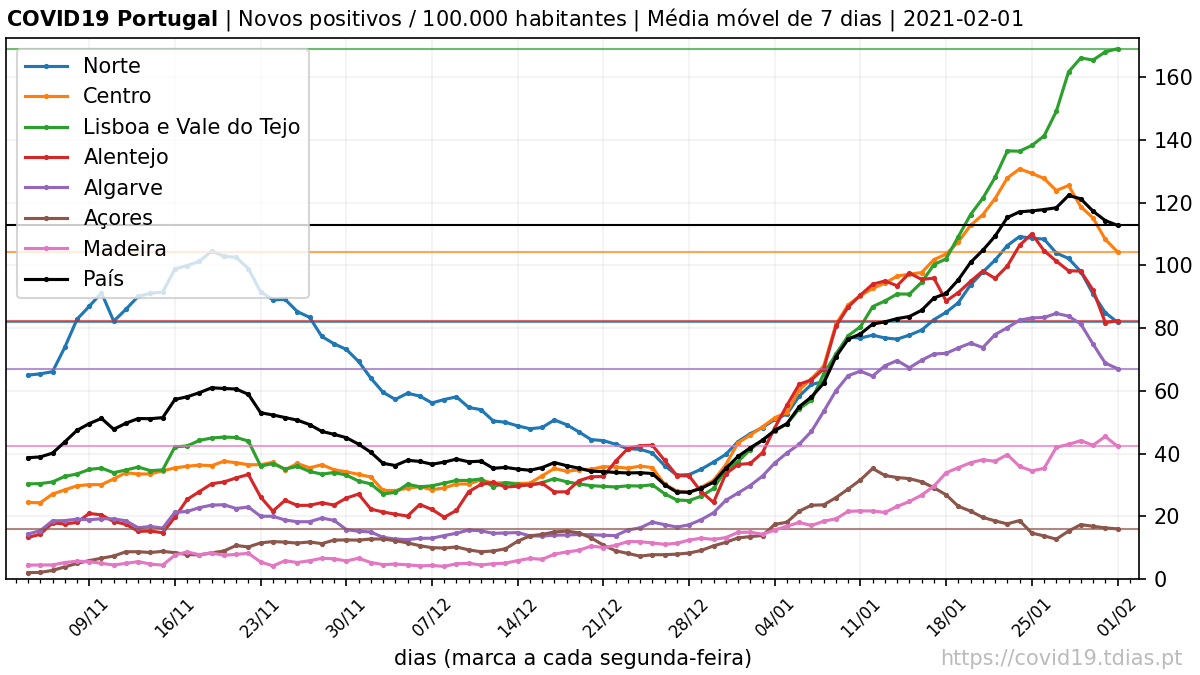 COVID19 Portugal | Novos positivos / 100.000 habitantes | Média móvel de 7 dias | 2021-02-01
Norte
Centro
Lisboa e Vale do Tejo
Alentejo
Algarve
Açores
Madeira
País
160
140
120
100
80
60
40
20
0
09/11 16/11 23/11 30/11 07/12 14/12 21/12 28/12 04/01 11/01 18/01 25/01 01/02
dias (marca a cada segunda-feira)
https://covid19.tdias.pt